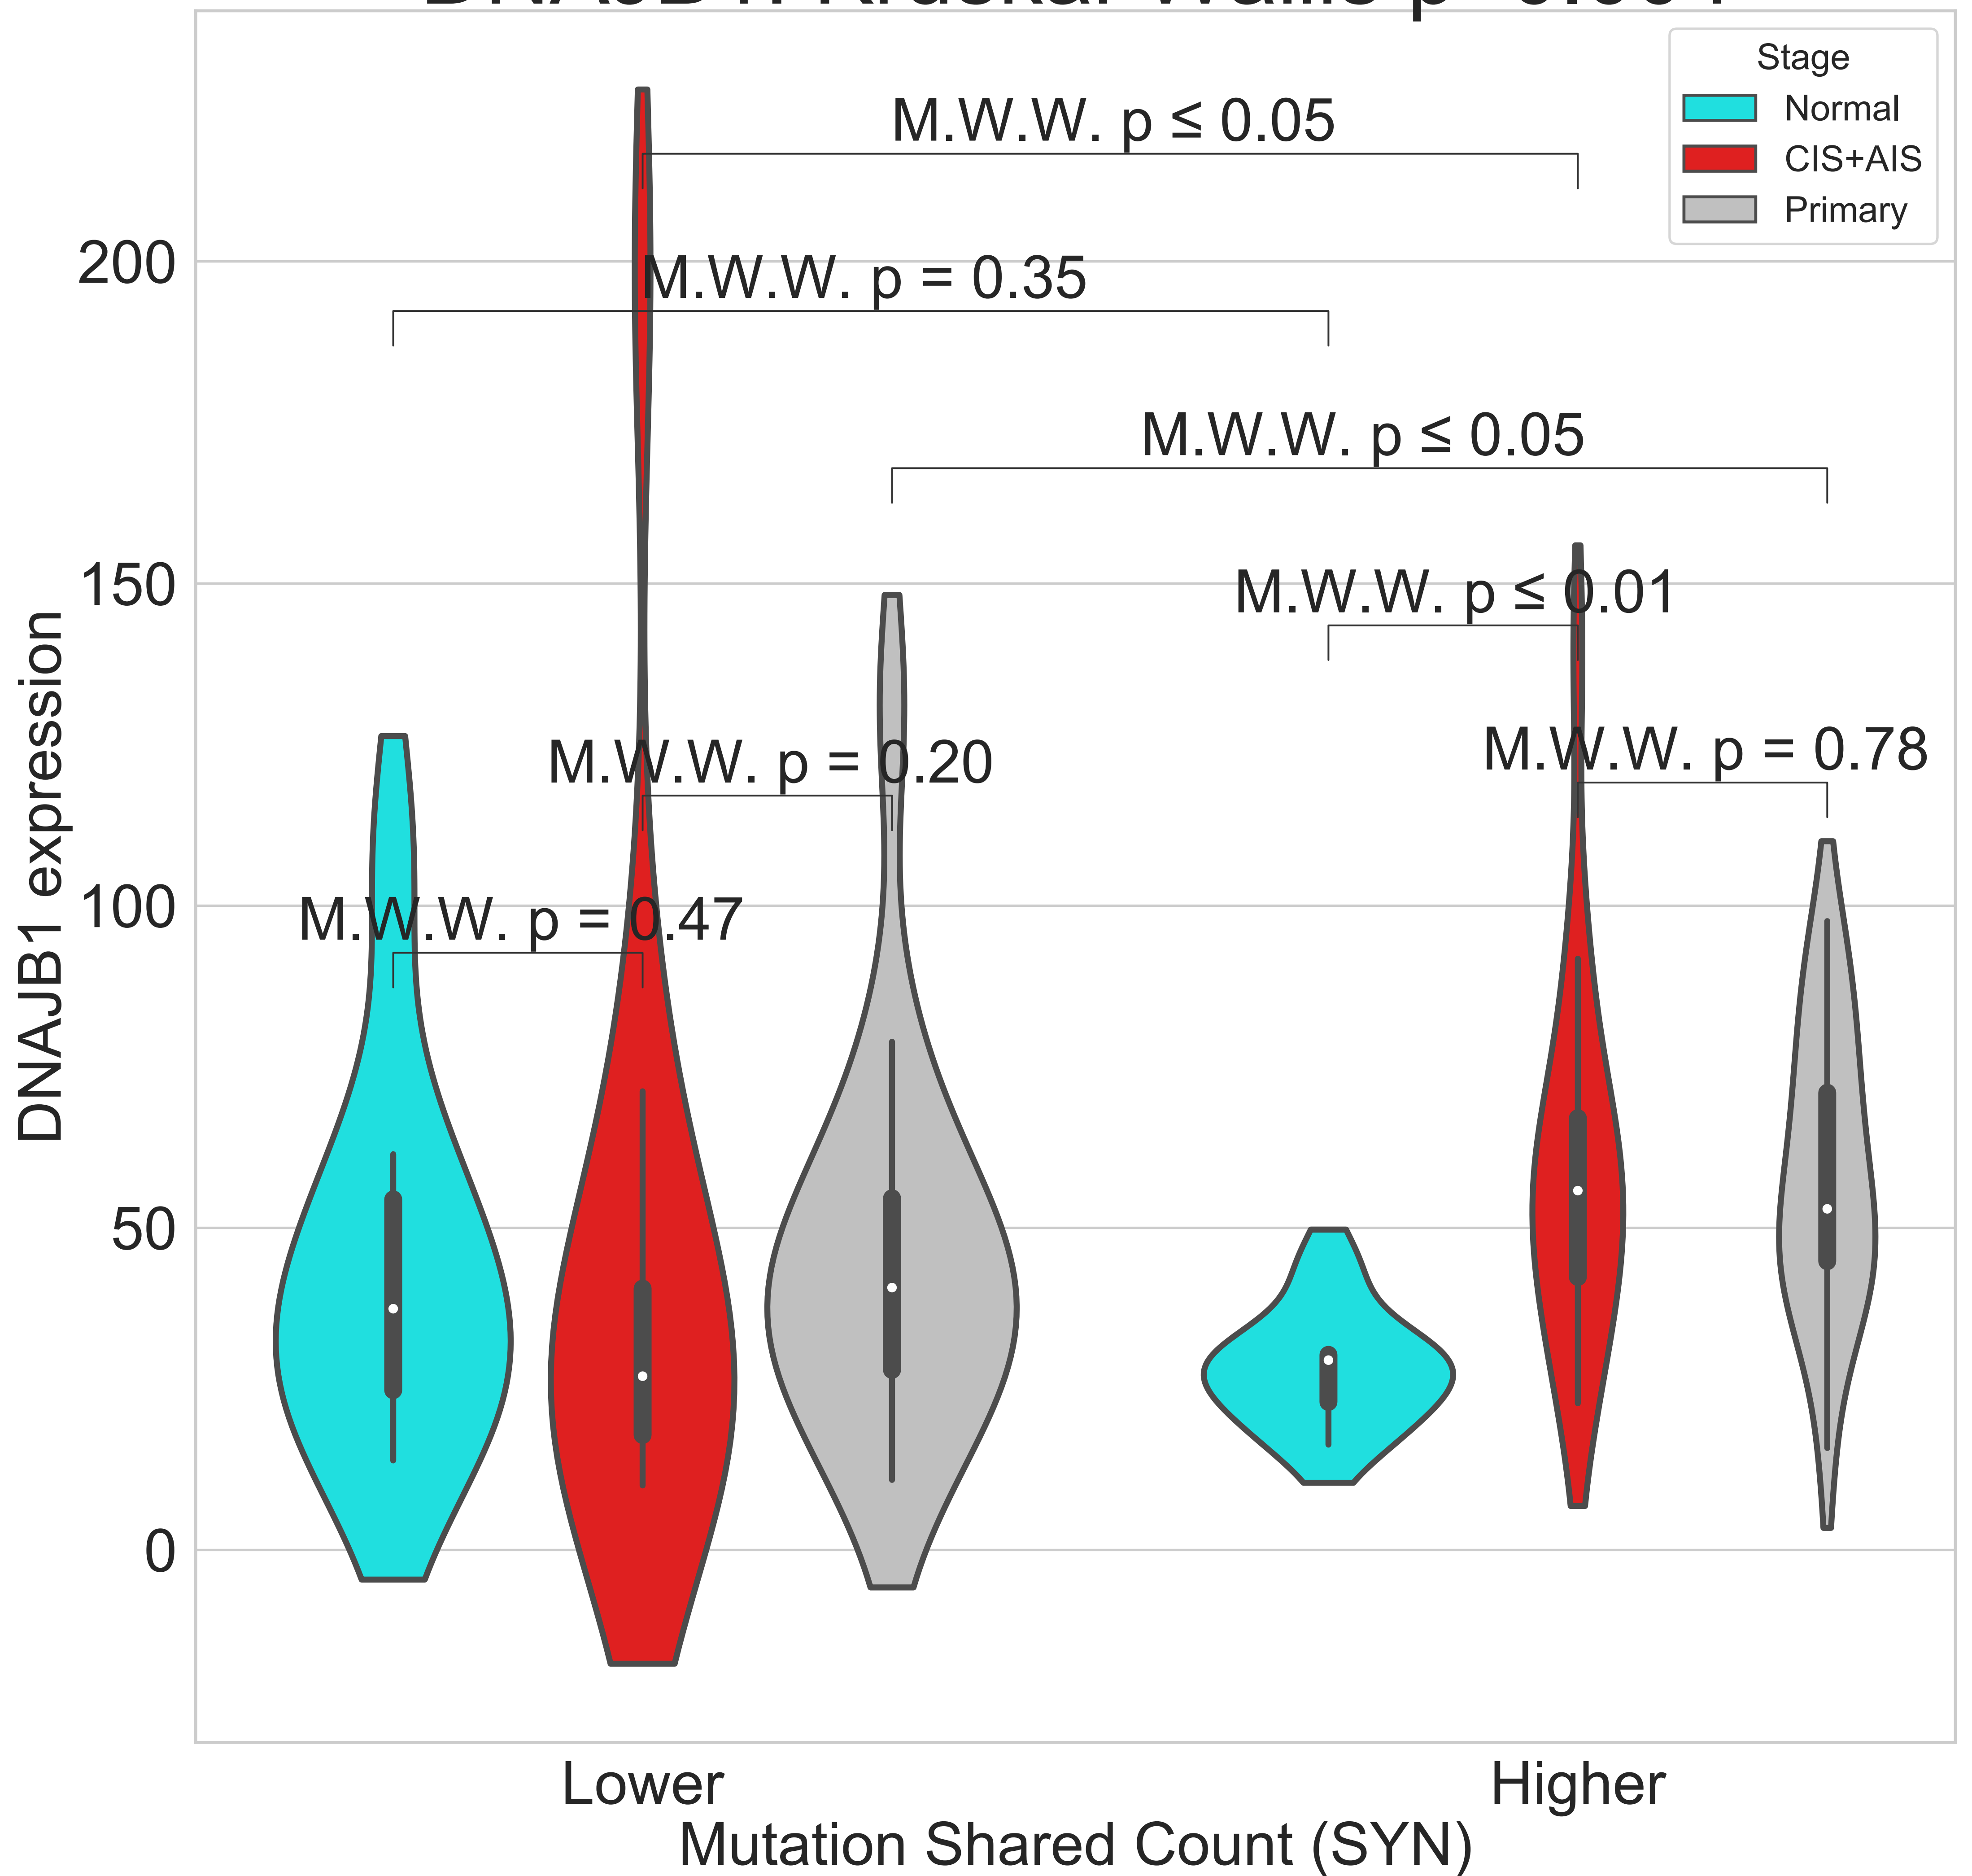 Stage
Normal
CIS+AIS
Primary
M.W.W. p ≤ 0.05
M.W.W. p = 0.35
M.W.W. p ≤ 0.05
M.W.W. p ≤ 0.01
M.W.W. p = 0.20
M.W.W. p = 0.78
M.W.W. p = 0.47
200
150
100
50
0
DNAJB1 expression
Lower
Higher
Mutation Shared Count (SYN)